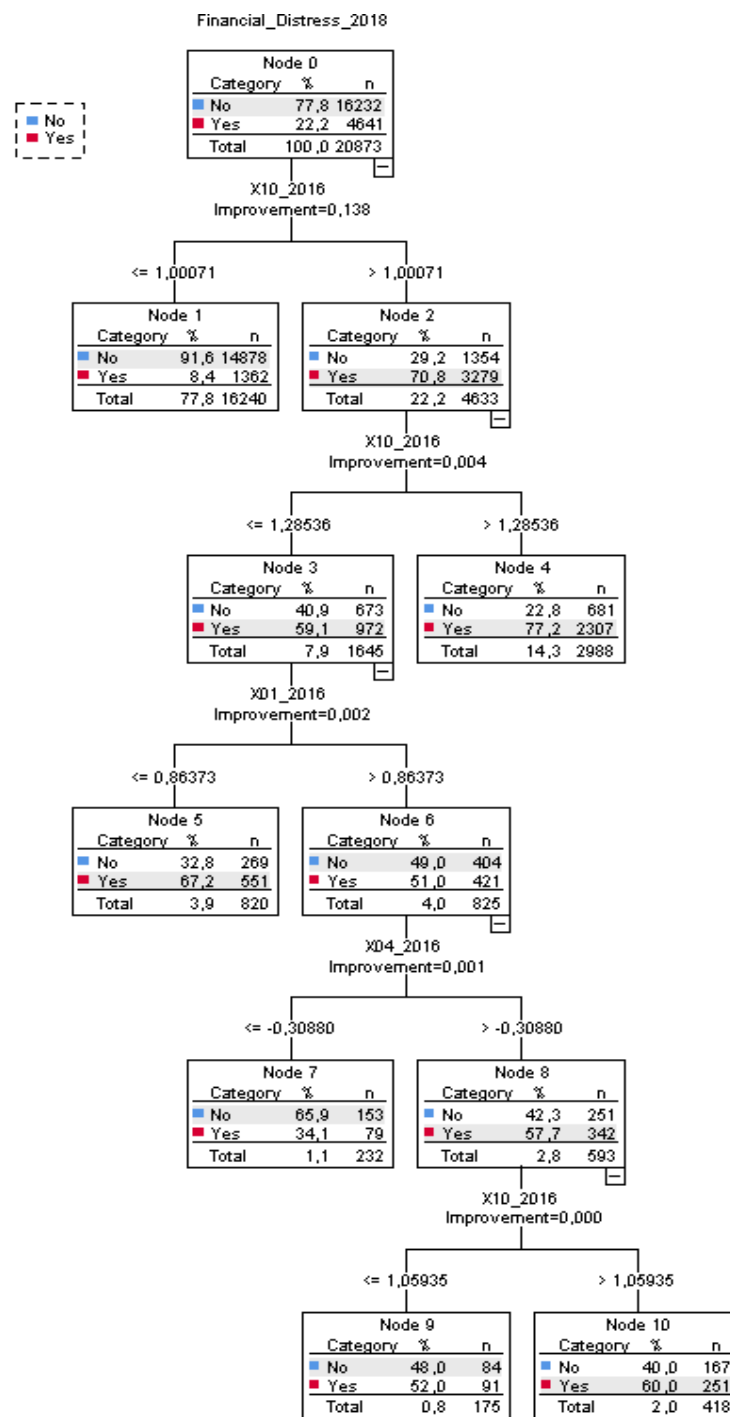 Financial_Distress_2018
No
Yes
Node 0
Category % n
No 77,8 16232
Yes 22,2 4641
Total 100,0 20873
X10_2016
Improvement=0,138
<= 1,00071
> 1,00071
Node 1
Category % n
No 91,6 14878
Yes 8,4 1362
Total 77,8 16240
Node 2
Category % n
No 29,2 1354
Yes 70,8 3279
Total 22,2 4633
X10_2016
Improvement=0,004
<= 1,28536
> 1,28536
Node 3
Category % n
No 40,9 673
Yes 59,1 972
Total 7,9 1645
Node 4
Category % n
No 22,8 681
Yes 77,2 2307
Total 14,3 2988
X01_2016
Improvement=0,002
<= 0,86373
> 0,86373
Node 5
Category % n
No 32,8 269
Yes 67,2 551
Total 3,9 820
Node 6
Category % n
No 49,0 404
Yes 51,0 421
Total 4,0 825
X04_2016
Improvement=0,001
<= -0,30880
> -0,30880
Node 7
Category % n
No 65,9 153
Yes 34,1 79
Total 1,1 232
Node 8
Category % n
No 42,3 251
Yes 57,7 342
Total 2,8 593
X10_2016
Improvement=0,000
<= 1,05935
> 1,05935
Node 9
Category % n
No 48,0 84
Yes 52,0 91
Total 0,8 175
Node 10
Category % n
No 40,0 167
Yes 60,0 251
Total 2,0 418